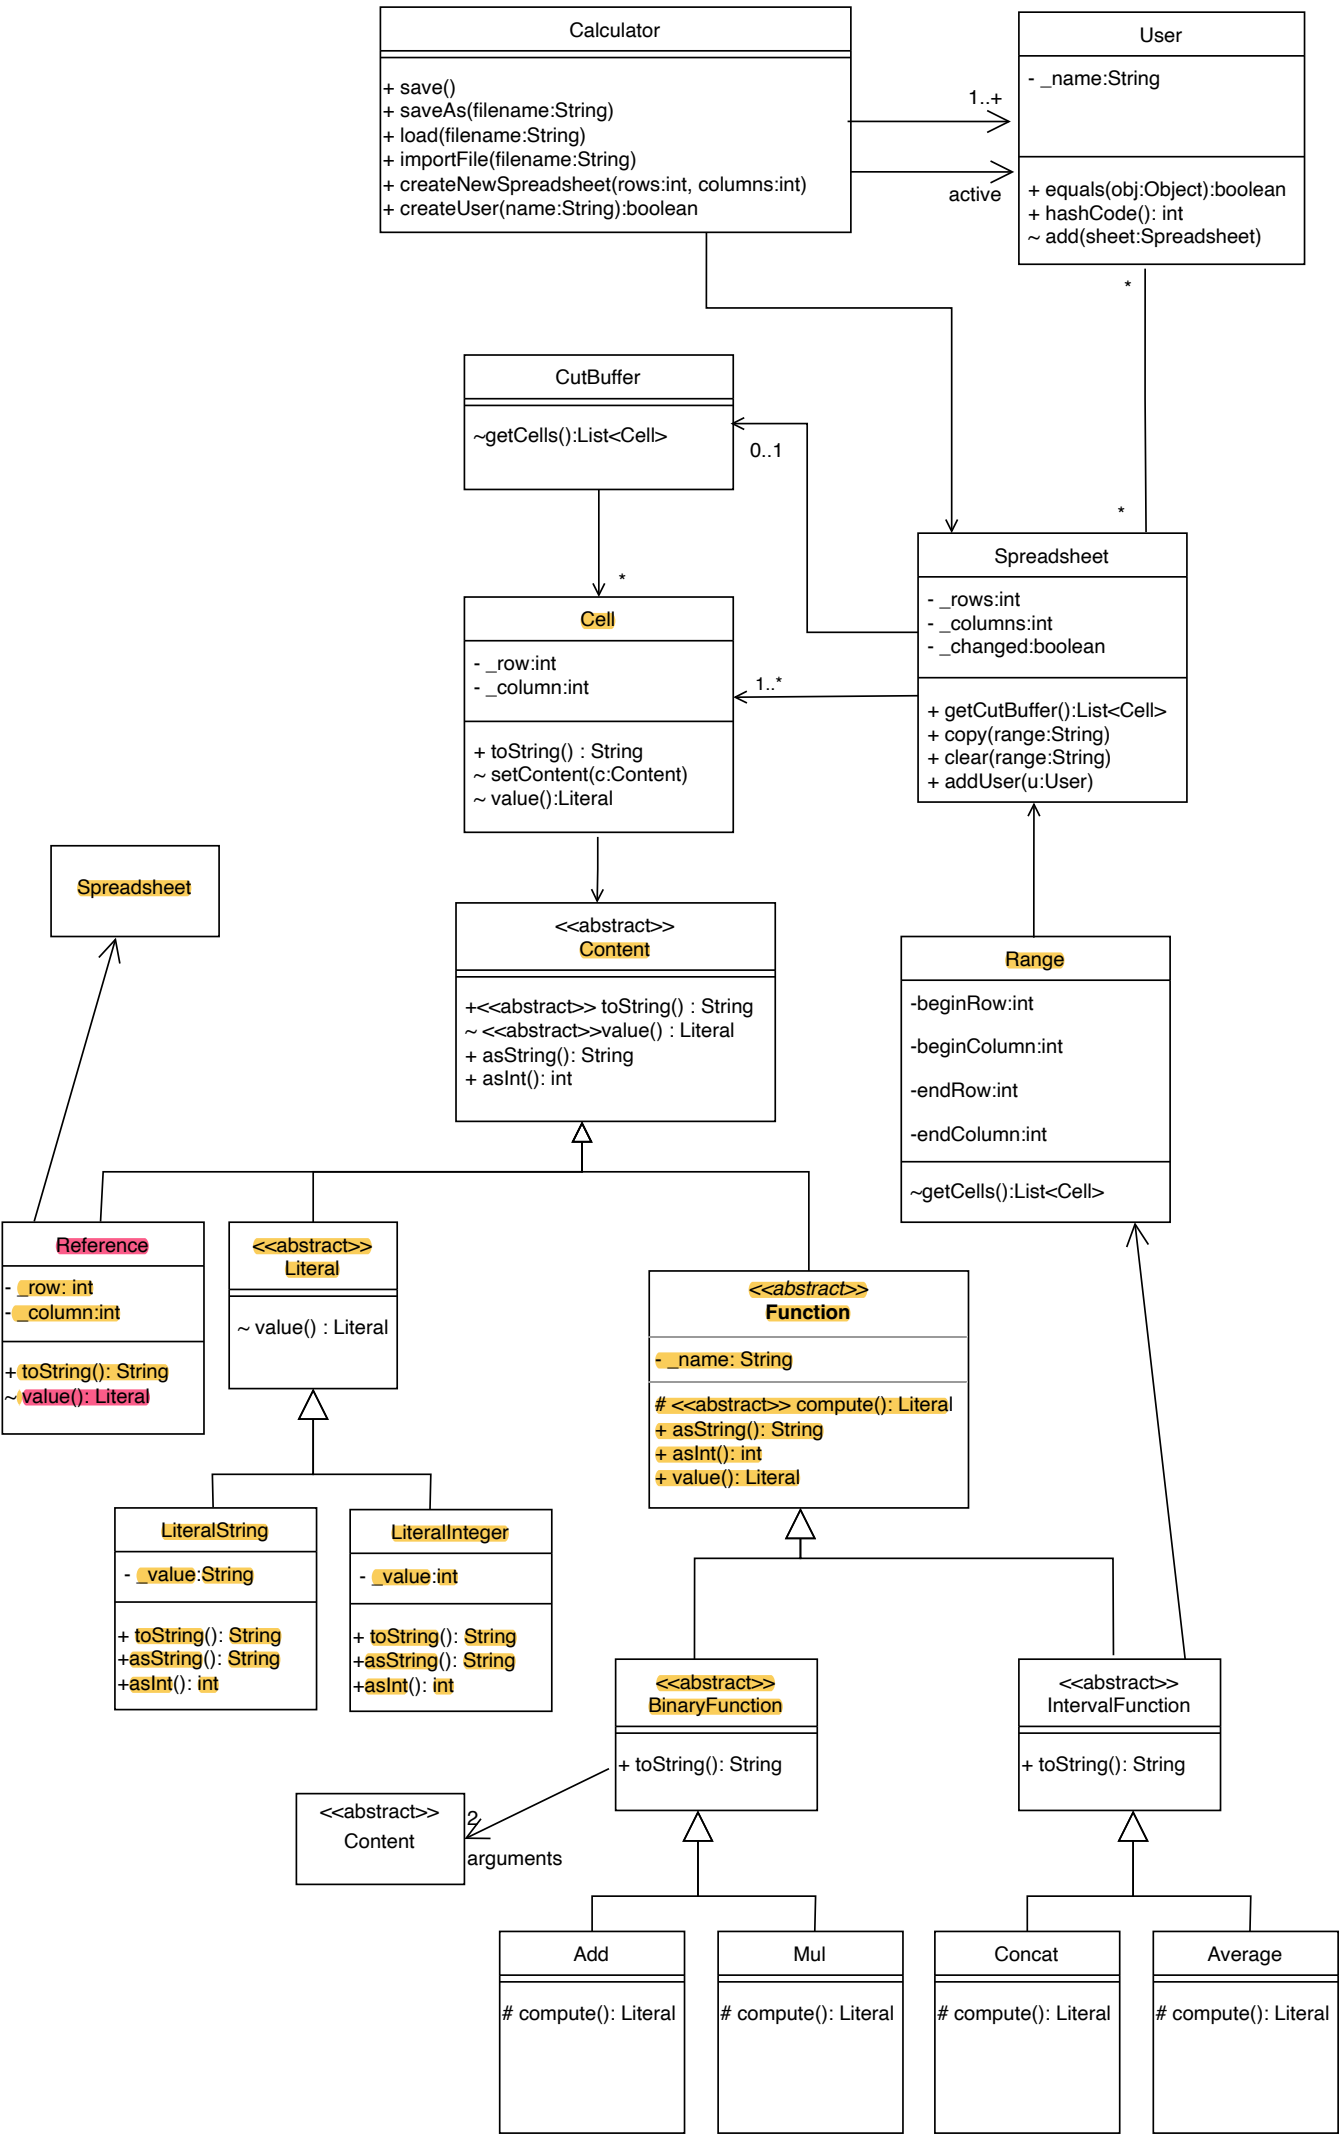 Calculator
+ save()
+ saveAs(filename:String)
+ load(filename:String)
+ importFile(filename:String)
+ createNewSpreadsheet(rows:int, columns:int)
+ createUser(name:String):boolean
User
- _name:String
+ equals(obj:Object):boolean
+ hashCode(): int
~ add(sheet:Spreadsheet)
1..+
active
*
*
CutBuffer
~getCells():List<Cell>
0..1
*
Spreadsheet
- _rows:int
- _columns:int
- _changed:boolean
+ getCutBuffer():List<Cell>
+ copy(range:String)
+ clear(range:String)
+ addUser(u:User)
Cell
- _row:int
- _column:int
+ toString() : String
~ setContent(c:Content)
~ value():Literal
1..*
Spreadsheet
<<abstract>>
Content
+<<abstract>> toString() : String
~ <<abstract>>value() : Literal
+ asString(): String
+ asInt(): int
Range
-beginRow:int
-beginColumn:int
-endRow:int
-endColumn:int
~getCells():List<Cell>
Reference
- _row: int
- _column:int
+ toString(): String
~ value(): Literal
<<abstract>>
Literal
~ value() : Literal
<<abstract>>
Function
- _name: String
# <<abstract>> compute(): Literal
+ asString(): String
+ asInt(): int
+ value(): Literal
LiteralString
- _value:String
+ toString(): String
+asString(): String
+asInt(): int
LiteralInteger
- _value:int
+ toString(): String
+asString(): String
+asInt(): int
<<abstract>>
BinaryFunction
+ toString(): String
<<abstract>>
IntervalFunction
+ toString(): String
<<abstract>>
Content
2
arguments
Add
# compute(): Literal
Mul
# compute(): Literal
Concat
# compute(): Literal
Average
# compute(): Literal